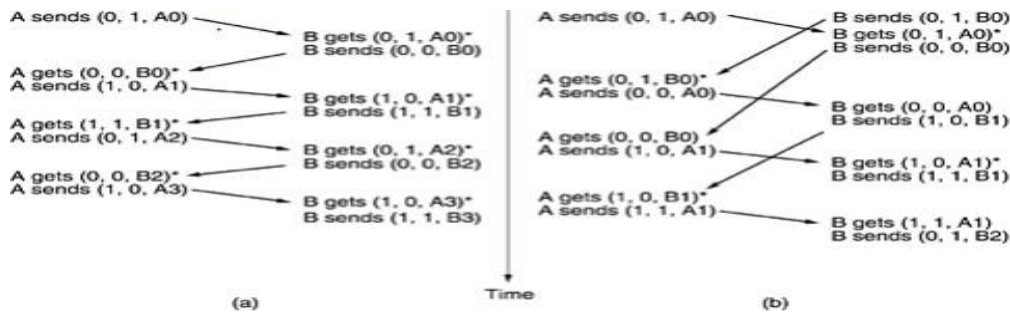 A sends (0, 1, A0)
B gets (0, 1, A0)*
B sends (0, 0, B0)
A gets (0, 0, B0)*
A sends (1, 0, A1)
B gets (1, 0, A1)*
B sends (1, 1, B1)
A gets (1, 1, B1)*
A sends (0, 1, A2)
B gets (0, 1, A2)*
B sends (0, 0, B2)
A gets (0, 0, B2)*
A sends (1, 0, A3)
B gets (1, 0, A3)*
B sends (1, 1, B3)
(a)
Time
A sends (0, 1, A0)
B sends (0, 1, B0)
B gets (0, 1, A0)*
B sends (0, 0, B0)
A gets (0, 1, B0)*
A sends (0, 0, A0)
B gets (0, 0, A0)
B sends (1, 0, B1)
A gets (0, 0, B0)
A sends (1, 0, A1)
B gets (1, 0, A1)*
B sends (1, 1, B1)
A gets (1, 0, B1)*
A sends (1, 1, A1)
B gets (1, 1, A1)
B sends (0, 1, B2)
(b)